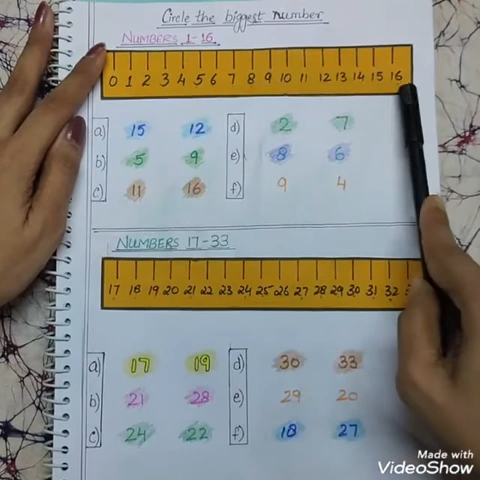 Circle the biggest Number
NUMBERS 1-16
0 1 2 3 4 5 6 7 8 9 10 11 12 13 14 15 16
a) 15 12 d) 2 7
b) 5 9 e) 8 6
c) 11 16 f) 9 4
NUMBERS 17-33
17 18 19 20 21 22 23 24 25 26 27 28 29 30 31 32
a) 17 19 d) 30 33
b) 21 28 e) 29 20
c) 24 22 f) 18 27
Made with
VideoShow